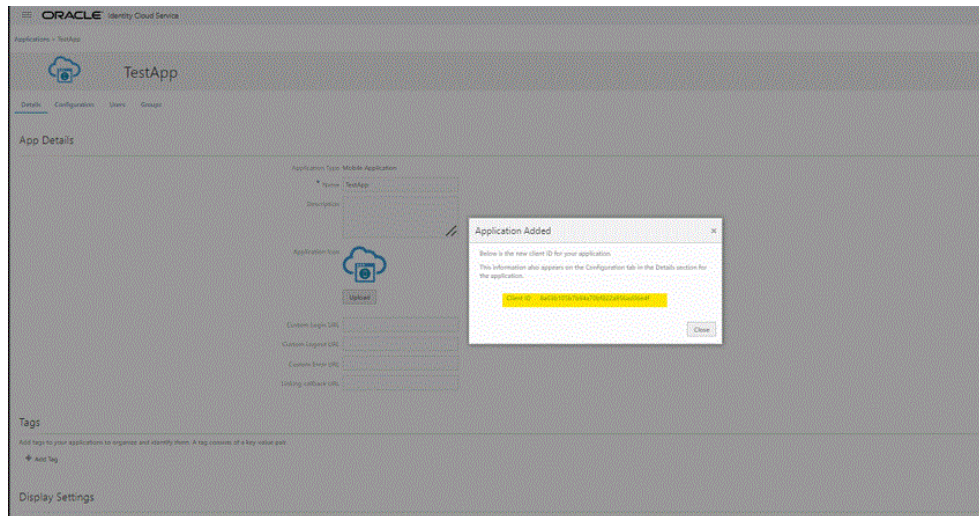 ORACLE Identity Cloud Service
Applications > TestApp
TestApp
Details Configuration Users Groups
App Details
Application Type Mobile Application
* Name TestApp
Description
Application Icon
Upload
Custom Login URL
Custom Logout URL
Custom Error URL
Linking callback URL
Application Added ×
Below is the new client ID for your application.
This information also appears on the Configuration tab in the Details section for
the application.
Client ID
Close
Tags
Add tags to your applications to organize and identify them. A tag consists of a key-value pair.
+ Add Tag
Display Settings